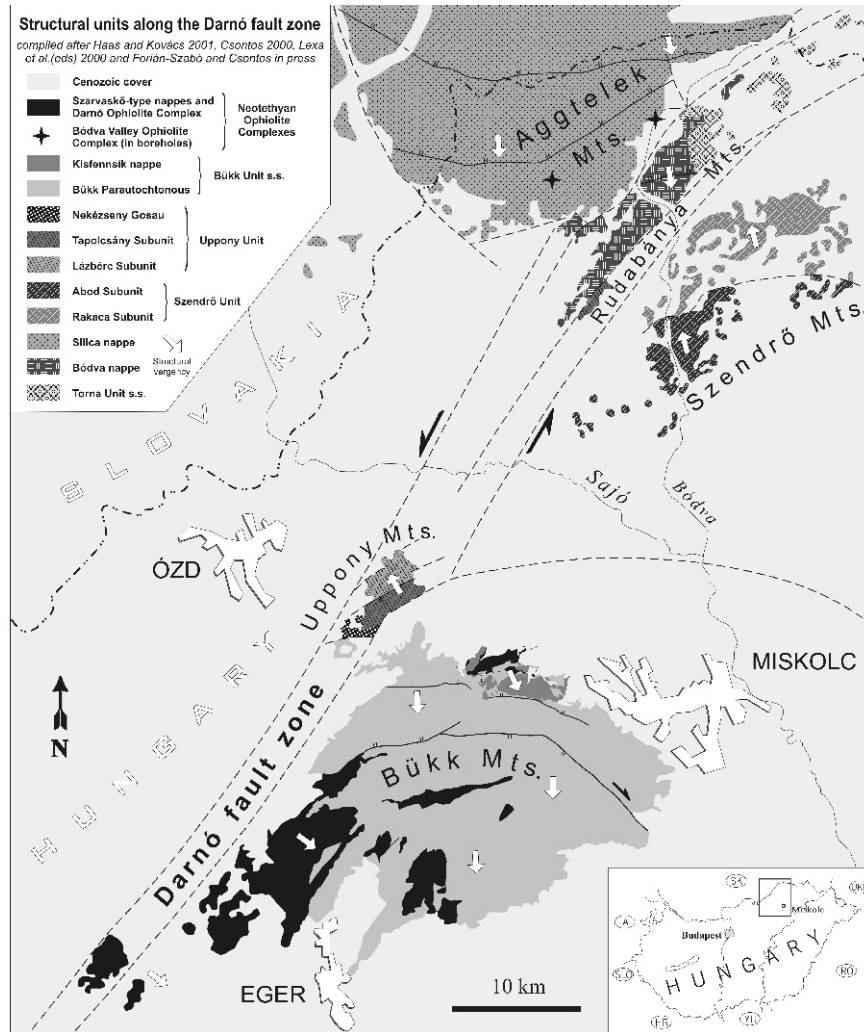 Structural units along the Darnó fault zone
compiled after Haas and Kovács 2001, Csontos 2000, Lexa
et al.(eds) 2000 and Forián-Szabó and Csontos in press
Cenozoic cover
Szarvaskő-type nappes and
Darnó Ophiolite Complex
Bódva Valley Ophiolite
Complex (in boreholes)
Neotethyan
Ophiolite
Complexes
Kisfennsík nappe
Bükk Parautochtonous
Bükk Unit s.s.
Nekézseny Gosau
Tapolcsány Subunit
Lázbérc Subunit
Uppony Unit
Abod Subunit
Rakaca Subunit
Szendrő Unit
Silica nappe
Bódva nappe
Torna Unit s.s.
Structural
vergency
Aggtelek
Mts.
Rudabánya Mts.
Szendrő Mts.
SLOVAKIA
HUNGARY
Sajó
Bódva
ÓZD
Uppony Mts.
MISKOLC
N
Darnó fault zone
Bükk Mts.
EGER
10 km
SK
A
Miskolc
Budapest
HUNGARY
SLO
RO